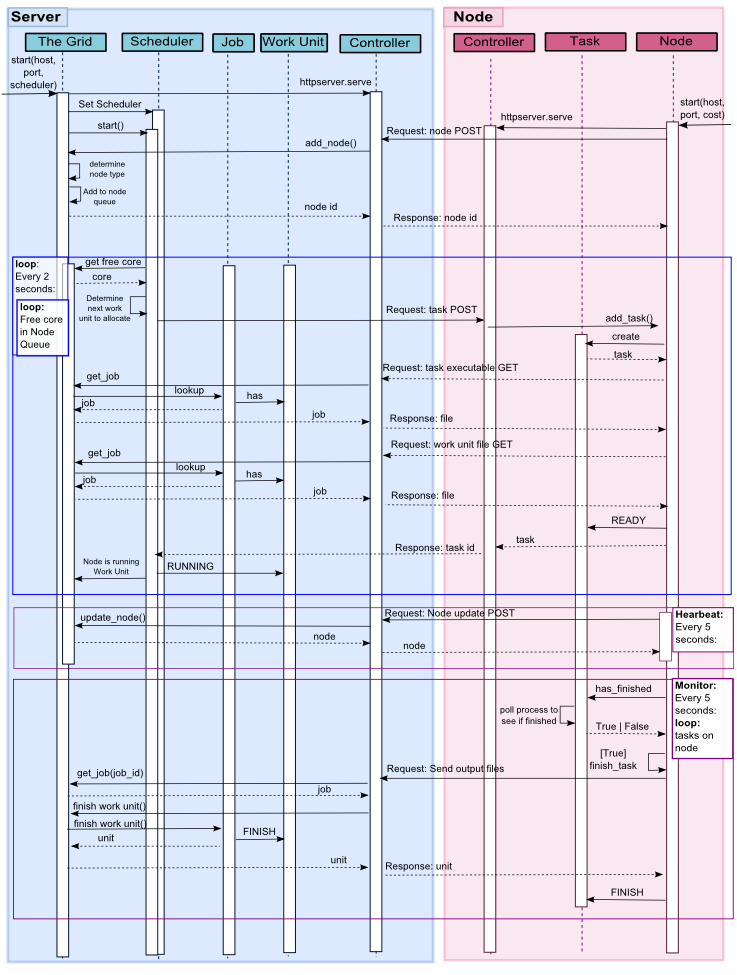 Server
Node
The Grid
Scheduler
Job
Work Unit
Controller
Controller
Task
Node
start(host,
port,
scheduler)
httpserver.serve
Set Scheduler
start()
start(host,
port, cost)
httpserver.serve
Request: node POST
add_node()
determine
node type
Add to node
queue
node id
Response: node id
loop:
Every 2
seconds:
get free core
core
loop:
Free core
in Node
Queue
Determine
next work
unit to allocate
Request: task POST
add_task()
create
task
Request: task executable GET
get_job
lookup
has
job
job
Response: file
Request: work unit file GET
get_job
lookup
has
job
job
Response: file
READY
task
Response: task id
Node is running
Work Unit
RUNNING
Request: Node update POST
Hearbeat:
Every 5
seconds:
update_node()
node
node
Monitor:
Every 5
seconds:
loop:
tasks on
node
has_finished
poll process to
see if finished
True | False
[True]
finish_task
Request: Send output files
get_job(job_id)
job
finish work unit()
finish work unit()
FINISH
unit
unit
Response: unit
FINISH